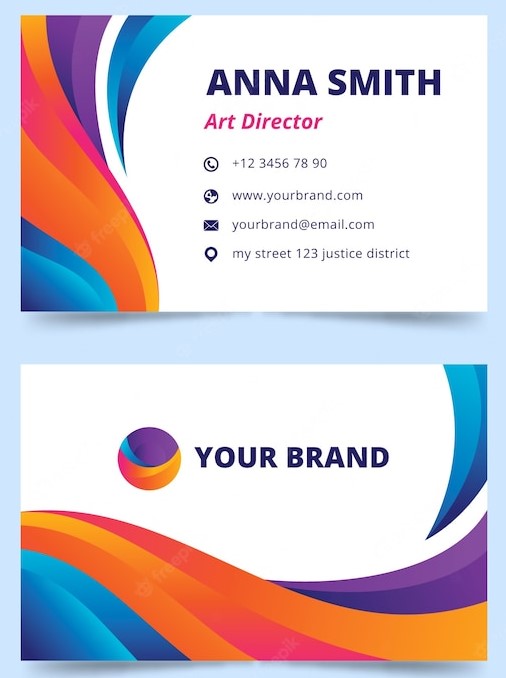 ANNA SMITH
Art Director
+12 3456 78 90
www.yourbrand.com
yourbrand@email.com
my street 123 justice district
YOUR BRAND
freepik